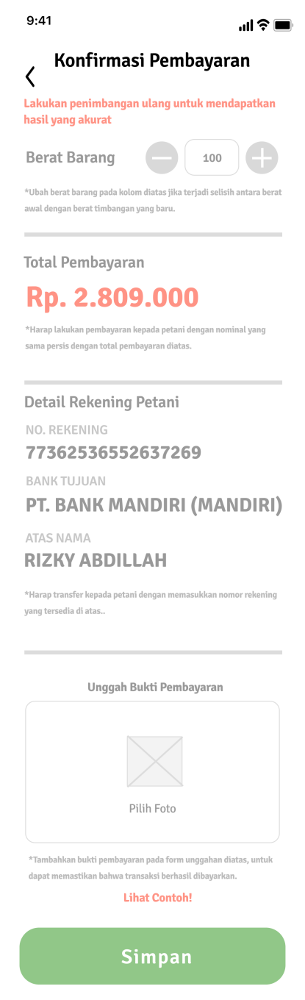 9:41
Konfirmasi Pembayaran
Lakukan penimbangan ulang untuk mendapatkan
hasil yang akurat
Berat Barang
100
*Ubah berat barang pada kolom diatas jika terjadi selisih antara berat
awal dengan berat timbangan yang baru.
Total Pembayaran
Rp. 2.809.000
*Harap lakukan pembayaran kepada petani dengan nominal yang
sama persis dengan total pembayaran diatas.
Detail Rekening Petani
NO. REKENING
77362536552637269
BANK TUJUAN
PT. BANK MANDIRI (MANDIRI)
ATAS NAMA
RIZKY ABDILLAH
*Harap transfer kepada petani dengan memasukkan nomor rekening
yang tersedia di atas..
Unggah Bukti Pembayaran
Pilih Foto
*Tambahkan bukti pembayaran pada form unggahan diatas, untuk
dapat memastikan bahwa transaksi berhasil dibayarkan.
Lihat Contoh!
Simpan